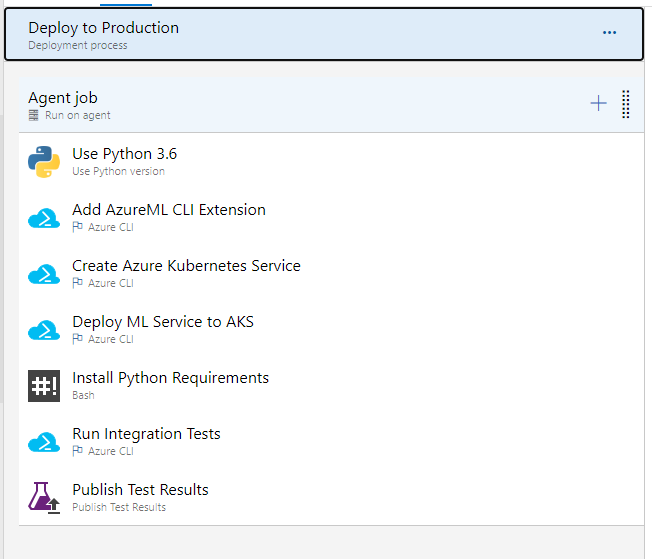 Deploy to Production
Deployment process
Agent job
Run on agent
Use Python 3.6
Use Python version
Add AzureML CLI Extension
Azure CLI
Create Azure Kubernetes Service
Azure CLI
Deploy ML Service to AKS
Azure CLI
#!
Install Python Requirements
Bash
Run Integration Tests
Azure CLI
Publish Test Results
Publish Test Results